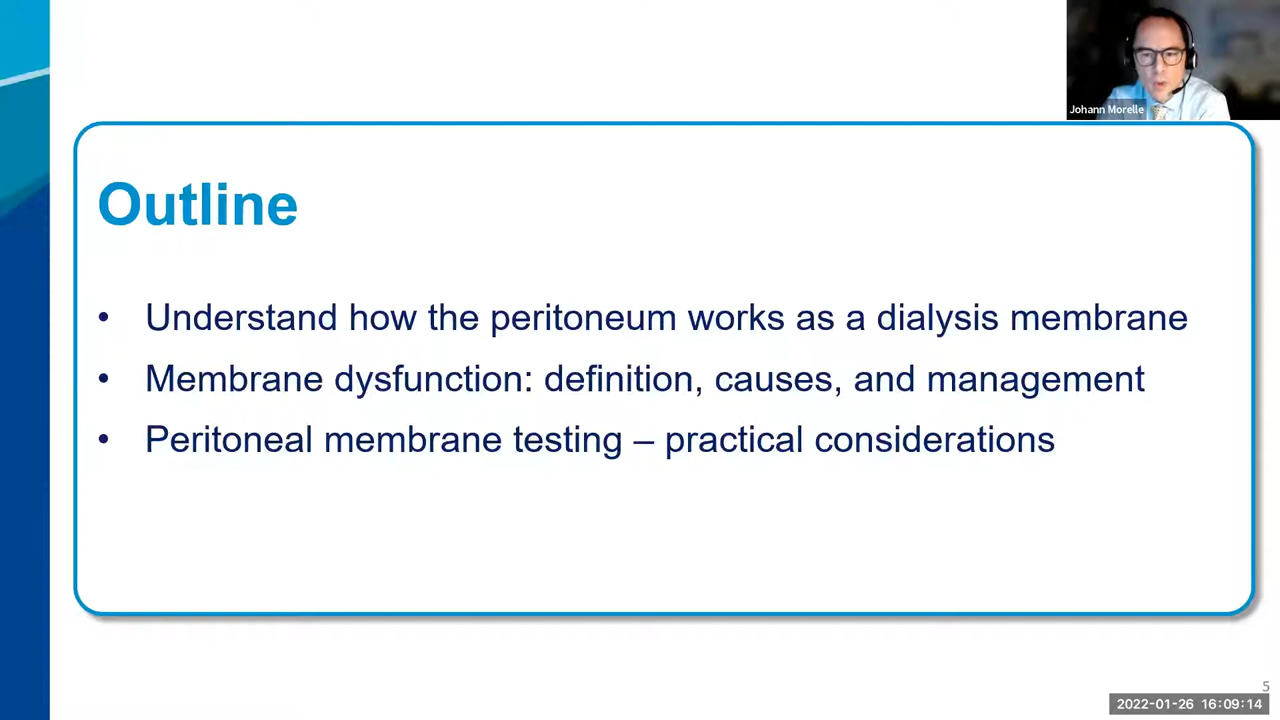 Johann Morelle
Outline
• Understand how the peritoneum works as a dialysis membrane
• Membrane dysfunction: definition, causes, and management
• Peritoneal membrane testing – practical considerations
5
2022-01-26 16:09:14